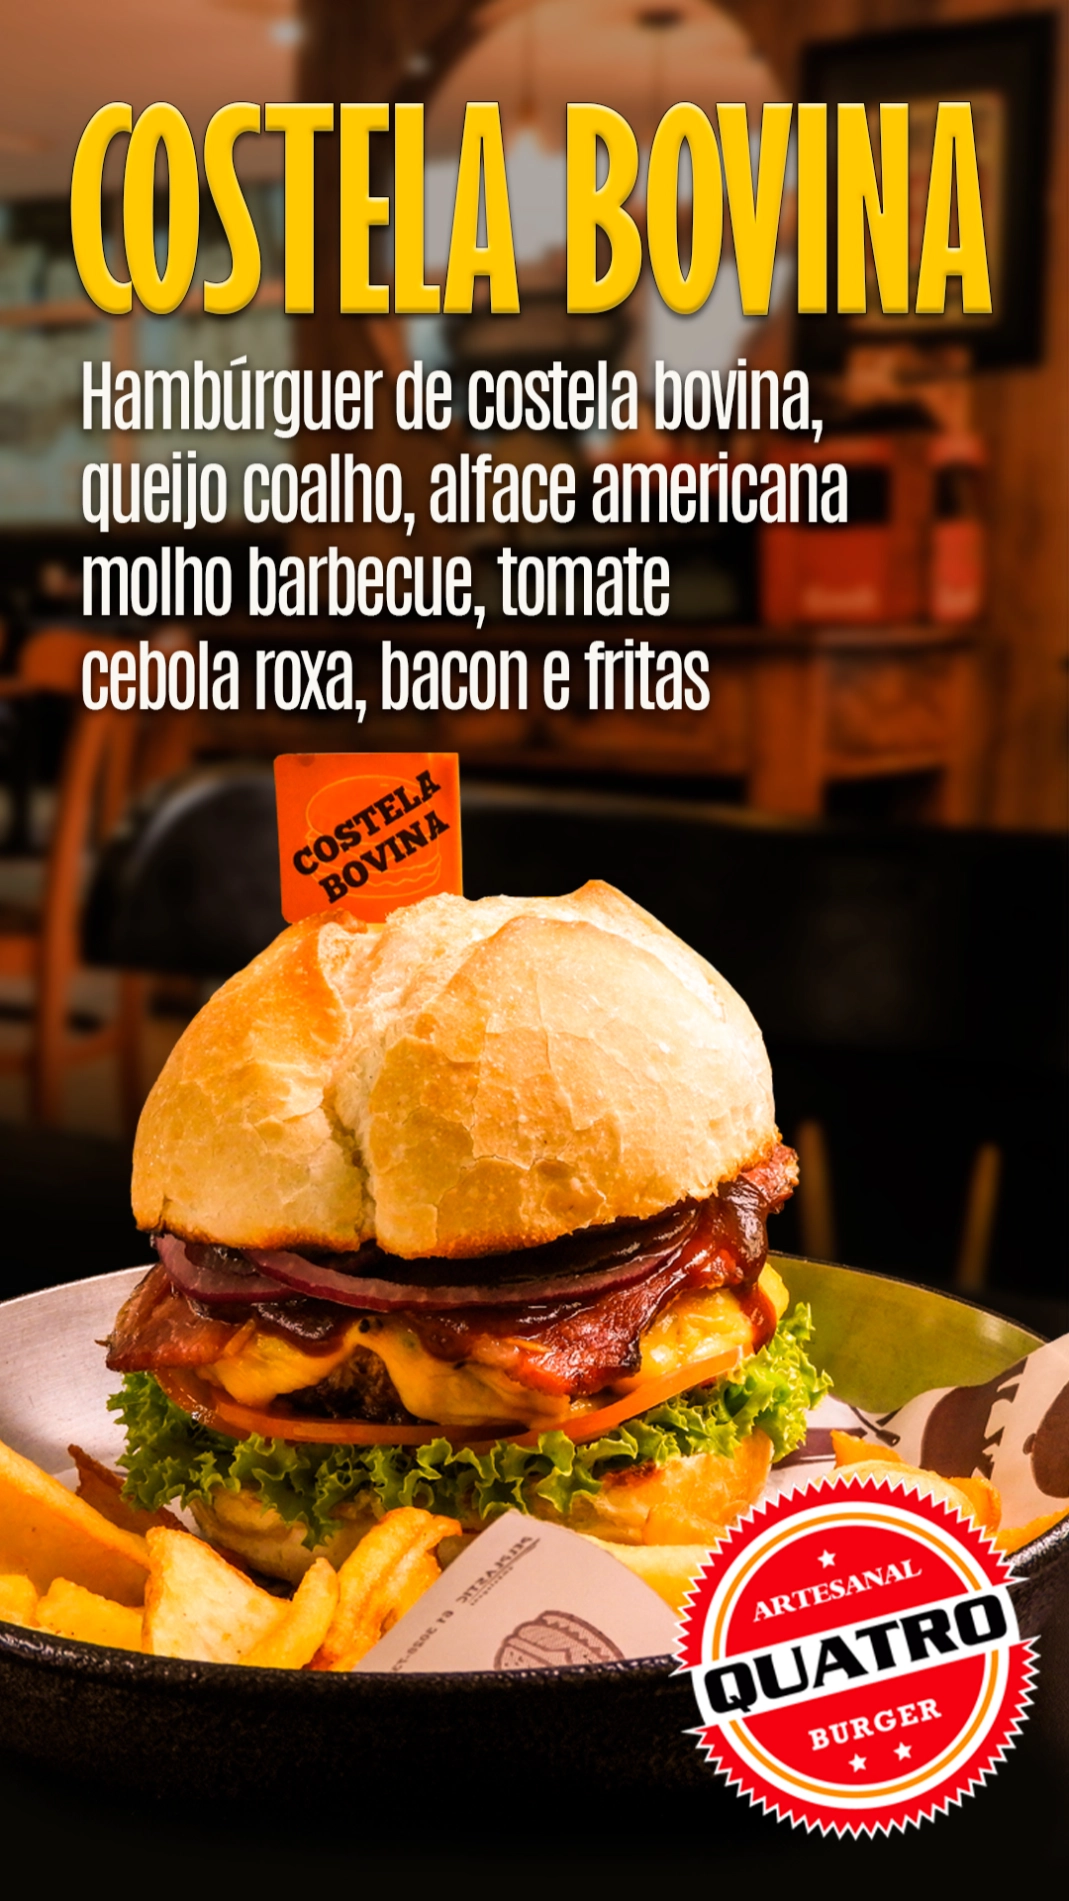 COSTELA BOVINA
Hambúrguer de costela bovina,
queijo coalho, alface americana
molho barbecue, tomate
cebola roxa, bacon e fritas
COSTELA
BOVINA
ARTESANAL
QUATRO
BURGER